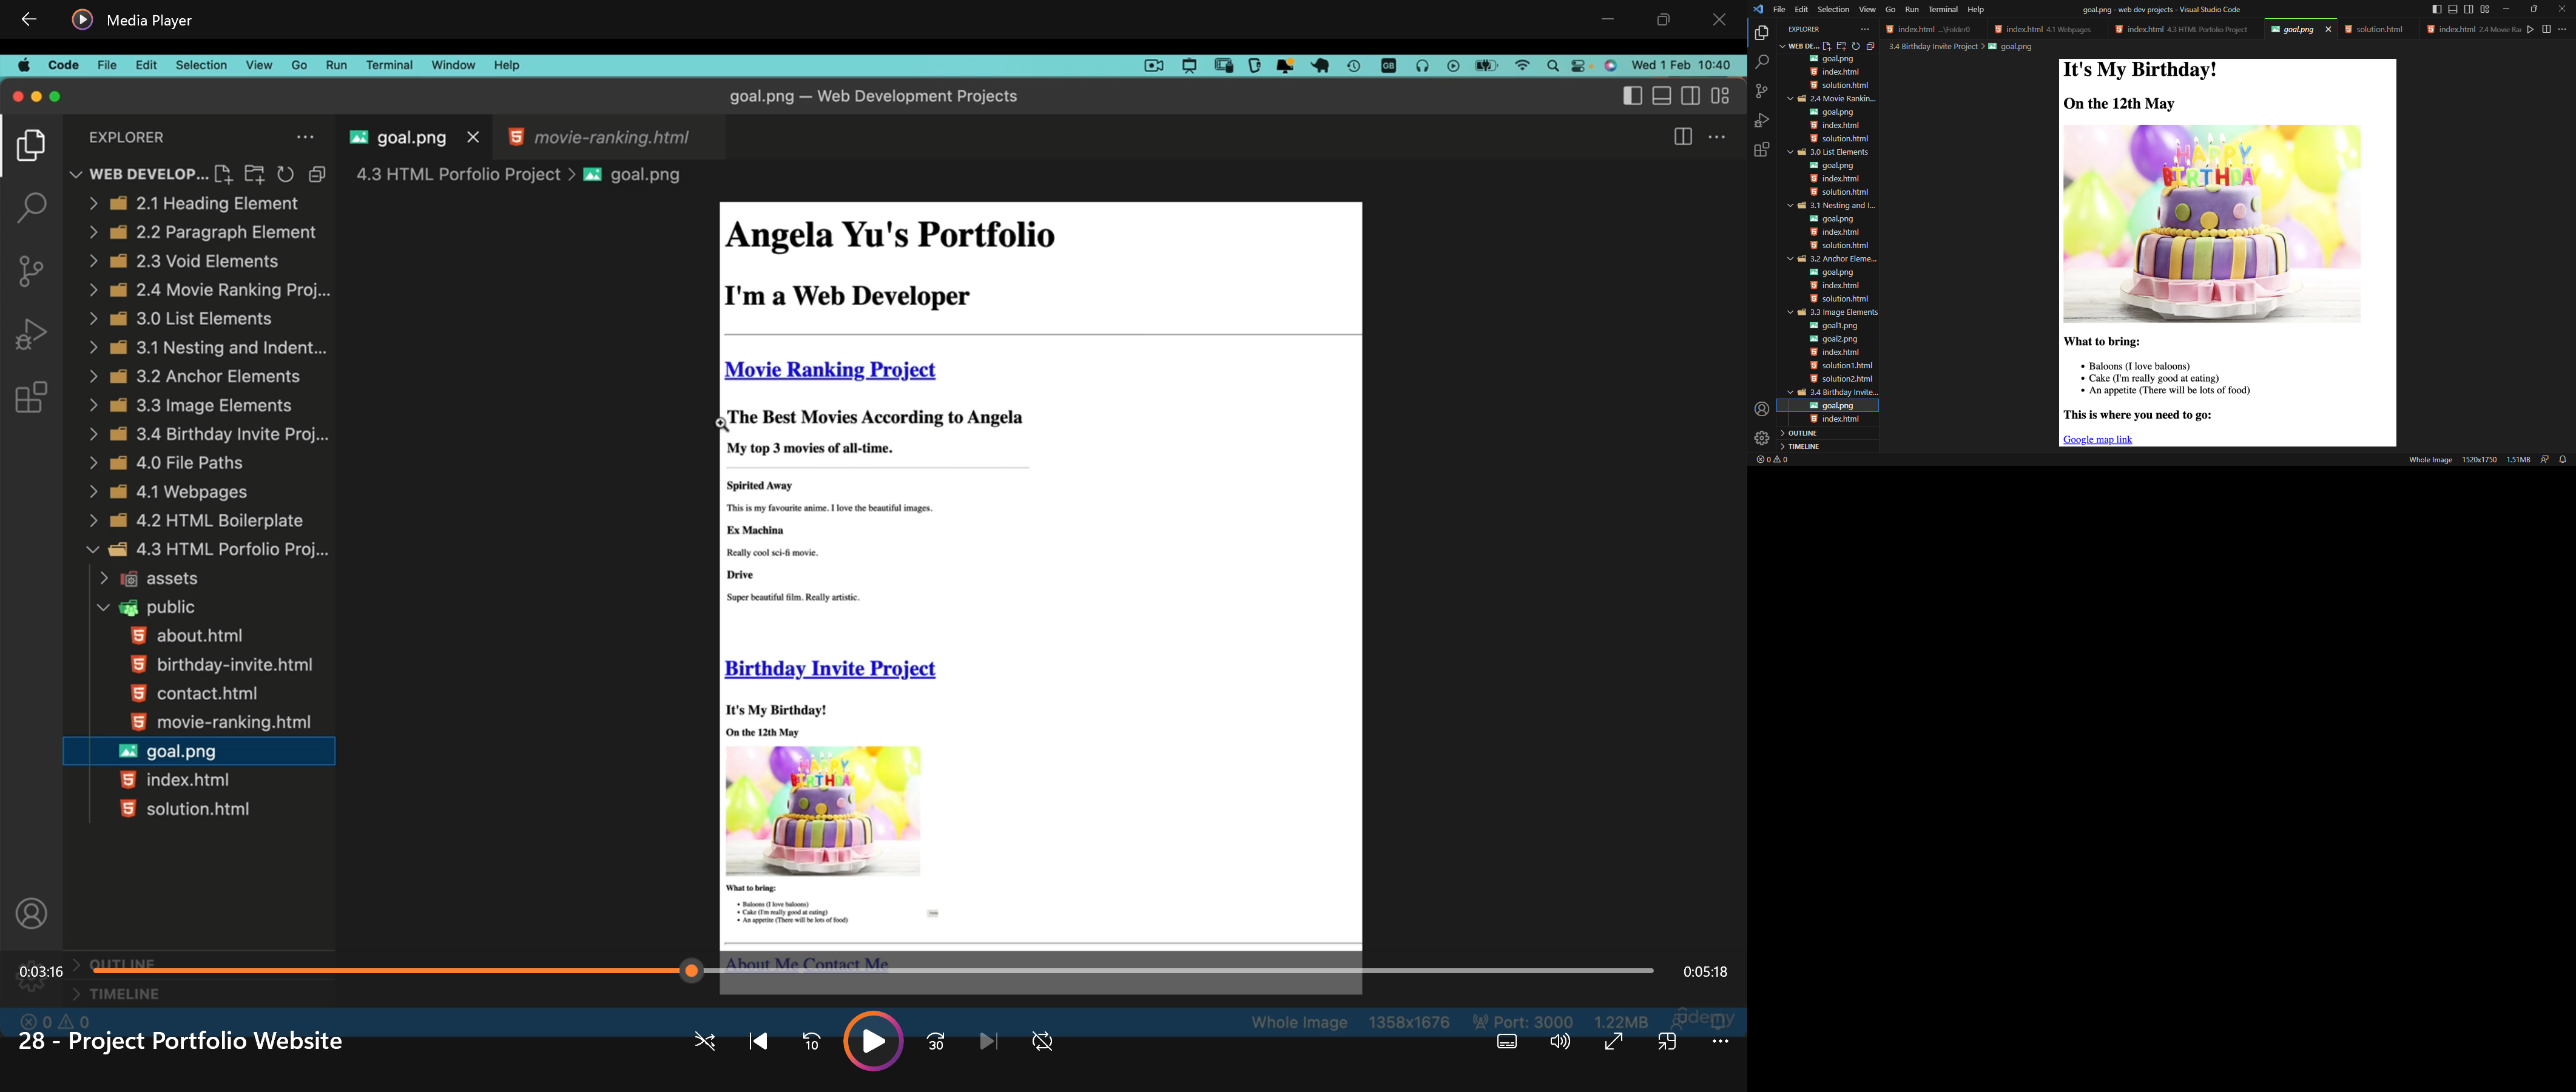 Media Player
Code File Edit Selection View Go Run Terminal Window Help
GB
Wed 1 Feb 10:40
goal.png — Web Development Projects
EXPLORER
goal.png
movie-ranking.html
WEB DEVELOP...
4.3 HTML Porfolio Project > goal.png
2.1 Heading Element
2.2 Paragraph Element
2.3 Void Elements
2.4 Movie Ranking Proj...
3.0 List Elements
3.1 Nesting and Indent...
3.2 Anchor Elements
3.3 Image Elements
3.4 Birthday Invite Proj...
4.0 File Paths
4.1 Webpages
4.2 HTML Boilerplate
4.3 HTML Porfolio Proj...
assets
public
about.html
birthday-invite.html
contact.html
movie-ranking.html
goal.png
index.html
solution.html
OUTLINE
TIMELINE
Angela Yu's Portfolio
I'm a Web Developer
Movie Ranking Project
The Best Movies According to Angela
My top 3 movies of all-time.
Spirited Away
This is my favourite anime. I love the beautiful images.
Ex Machina
Really cool sci-fi movie.
Drive
Super beautiful film. Really artistic.
Birthday Invite Project
It's My Birthday!
On the 12th May
HAPPY
BIRTHDAY
What to bring:
Baloons (I love baloons)
Cake (I'm really good at eating)
An appetite (There will be lots of food)
About Me Contact Me
0:03:16
0:05:18
0 0
Whole Image 1358x1676 Port: 3000 1.22MB
udemy
28 - Project Portfolio Website
10
30
File Edit Selection View Go Run Terminal Help
goal.png - web dev projects - Visual Studio Code
EXPLORER
index.html ...\Folder0
index.html 4.1 Webpages
index.html 4.3 HTML Porfolio Project
goal.png
solution.html
index.html 2.4 Movie Ra
WEB DE...
3.4 Birthday Invite Project > goal.png
goal.png
index.html
solution.html
2.4 Movie Rankin...
goal.png
index.html
solution.html
3.0 List Elements
goal.png
index.html
solution.html
3.1 Nesting and I...
goal.png
index.html
solution.html
3.2 Anchor Eleme...
goal.png
index.html
solution.html
3.3 Image Elements
goal1.png
goal2.png
index.html
solution1.html
solution2.html
3.4 Birthday Invite...
goal.png
index.html
OUTLINE
TIMELINE
It's My Birthday!
On the 12th May
HAPPY
BIRTHDAY
What to bring:
Baloons (I love baloons)
Cake (I'm really good at eating)
An appetite (There will be lots of food)
This is where you need to go:
Google map link
0 0
Whole Image 1520x1750 1.51MB